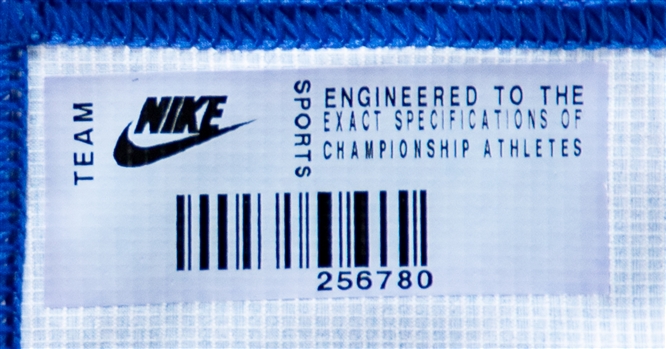 TEAM
NIKE
SPORTS
ENGINEERED TO THE
EXACT SPECIFICATIONS OF
CHAMPIONSHIP ATHLETES
256780